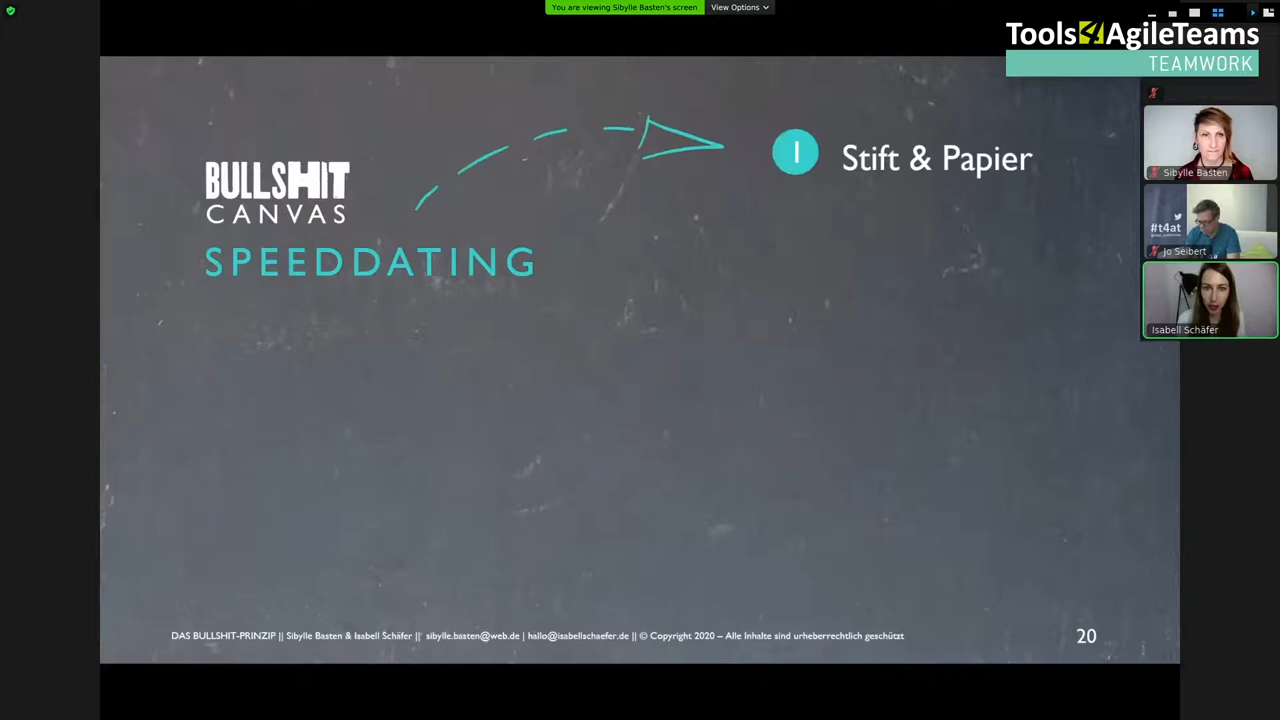 You are viewing Sibylle Basten's screen
View Options
Tools4AgileTeams
TEAMWORK
BULLSHIT
CANVAS
SPEEDDATING
1 Stift & Papier
Sibylle Basten
#t4at
Jo Seibert
Isabell Schäfer
DAS BULLSHIT-PRINZIP || Sibylle Basten & Isabell Schäfer || sibylle.basten@web.de | hallo@isabellschaefer.de || © Copyright 2020 – Alle Inhalte sind urheberrechtlich geschützt
20